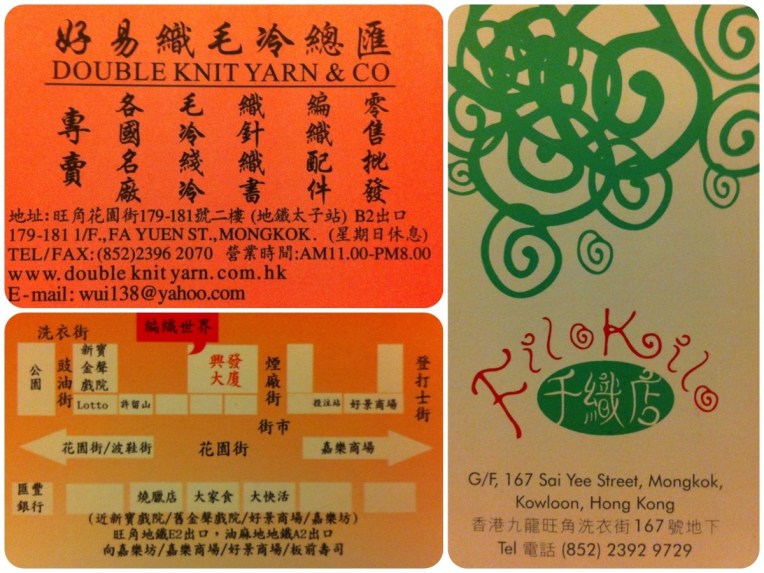 好易織毛冷總匯
DOUBLE KNIT YARN & CO
專賣
各國名廠
毛冷綫冷
織針織書
編織配件
零售批發
地址:旺角花園街179-181號二樓 (地鐵太子站) B2出口
179-181 1/F., FA YUEN ST., MONGKOK. (星期日休息)
TEL/FAX:(852)2396 2070 營業時間:AM11.00-PM8.00
www.doubleknityarn.com.hk
E-mail: wui138@yahoo.com
編織世界
洗衣街
公園
豉油街
新寶金聲戲院
興發大廈
煙廠街
登打士街
Lotto
許留山
投注站
好景商場
街市
花園街/波鞋街
花園街
嘉樂商場
匯豐銀行
燒臘店
大家食
大快活
(近新寶戲院/舊金聲戲院/好景商場/嘉樂坊)
旺角地鐵E2出口，油麻地地鐵A2出口
向嘉樂坊/嘉樂商場/好景商場/板前壽司
FiloKilo
千織店
G/F, 167 Sai Yee Street, Mongkok,
Kowloon, Hong Kong
香港九龍旺角洗衣街167號地下
Tel 電話 (852) 2392 9729